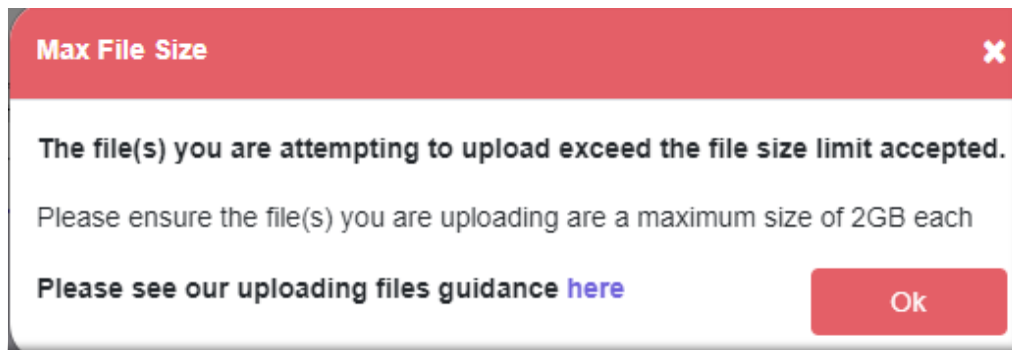 Max File Size
The file(s) you are attempting to upload exceed the file size limit accepted.
Please ensure the file(s) you are uploading are a maximum size of 2GB each
Please see our uploading files guidance here
Ok